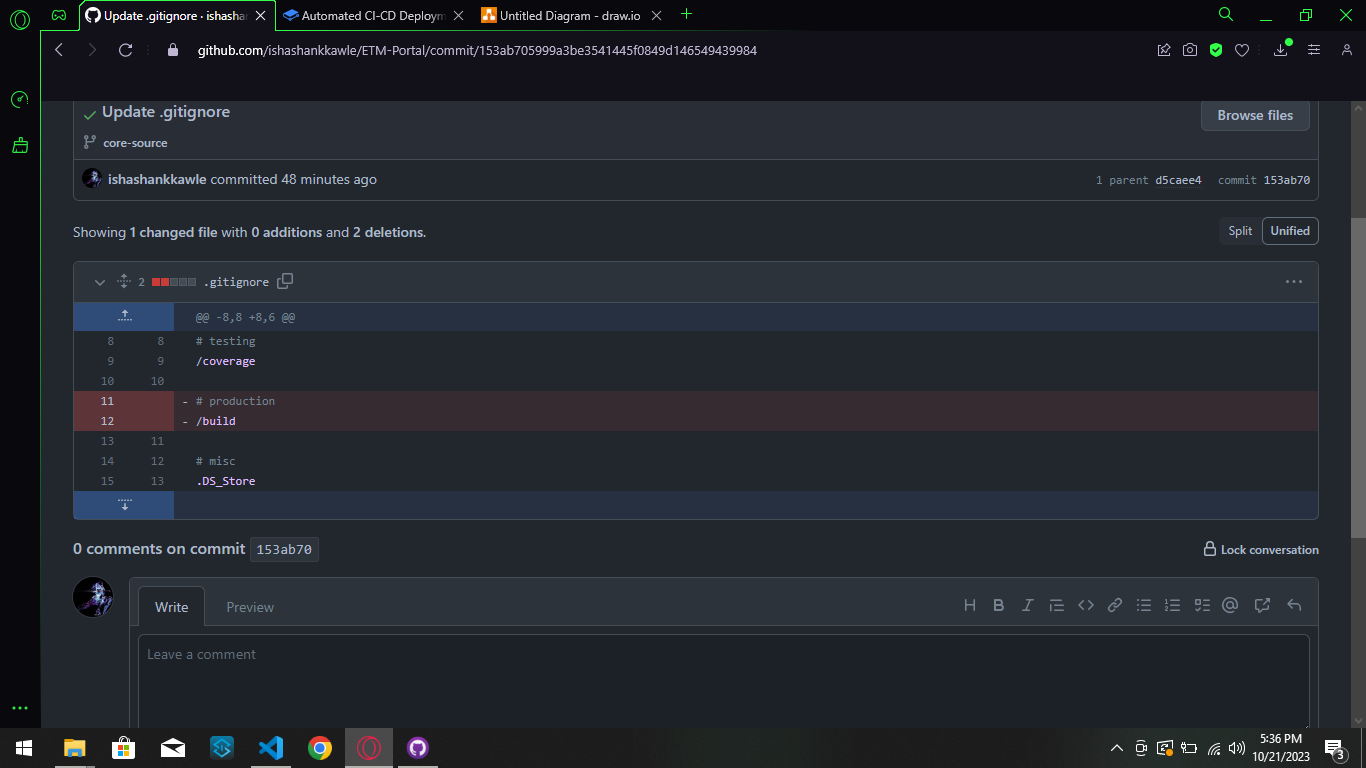 Update .gitignore · ishasha
Automated CI-CD Deploym
Untitled Diagram - draw.io
github.com/ishashankkawle/ETM-Portal/commit/153ab705999a3be3541445f0849d146549439984
Update .gitignore
Browse files
core-source
ishashankkawle committed 48 minutes ago
1 parent d5caee4 commit 153ab70
Showing 1 changed file with 0 additions and 2 deletions.
Split
Unified
2 .gitignore
@@ -8,8 +8,6 @@
8 8 # testing
9 9 /coverage
10 10
11 - # production
12 - /build
13 11
14 12 # misc
15 13 .DS_Store
0 comments on commit 153ab70
Lock conversation
Write
Preview
Leave a comment
5:36 PM
10/21/2023
3